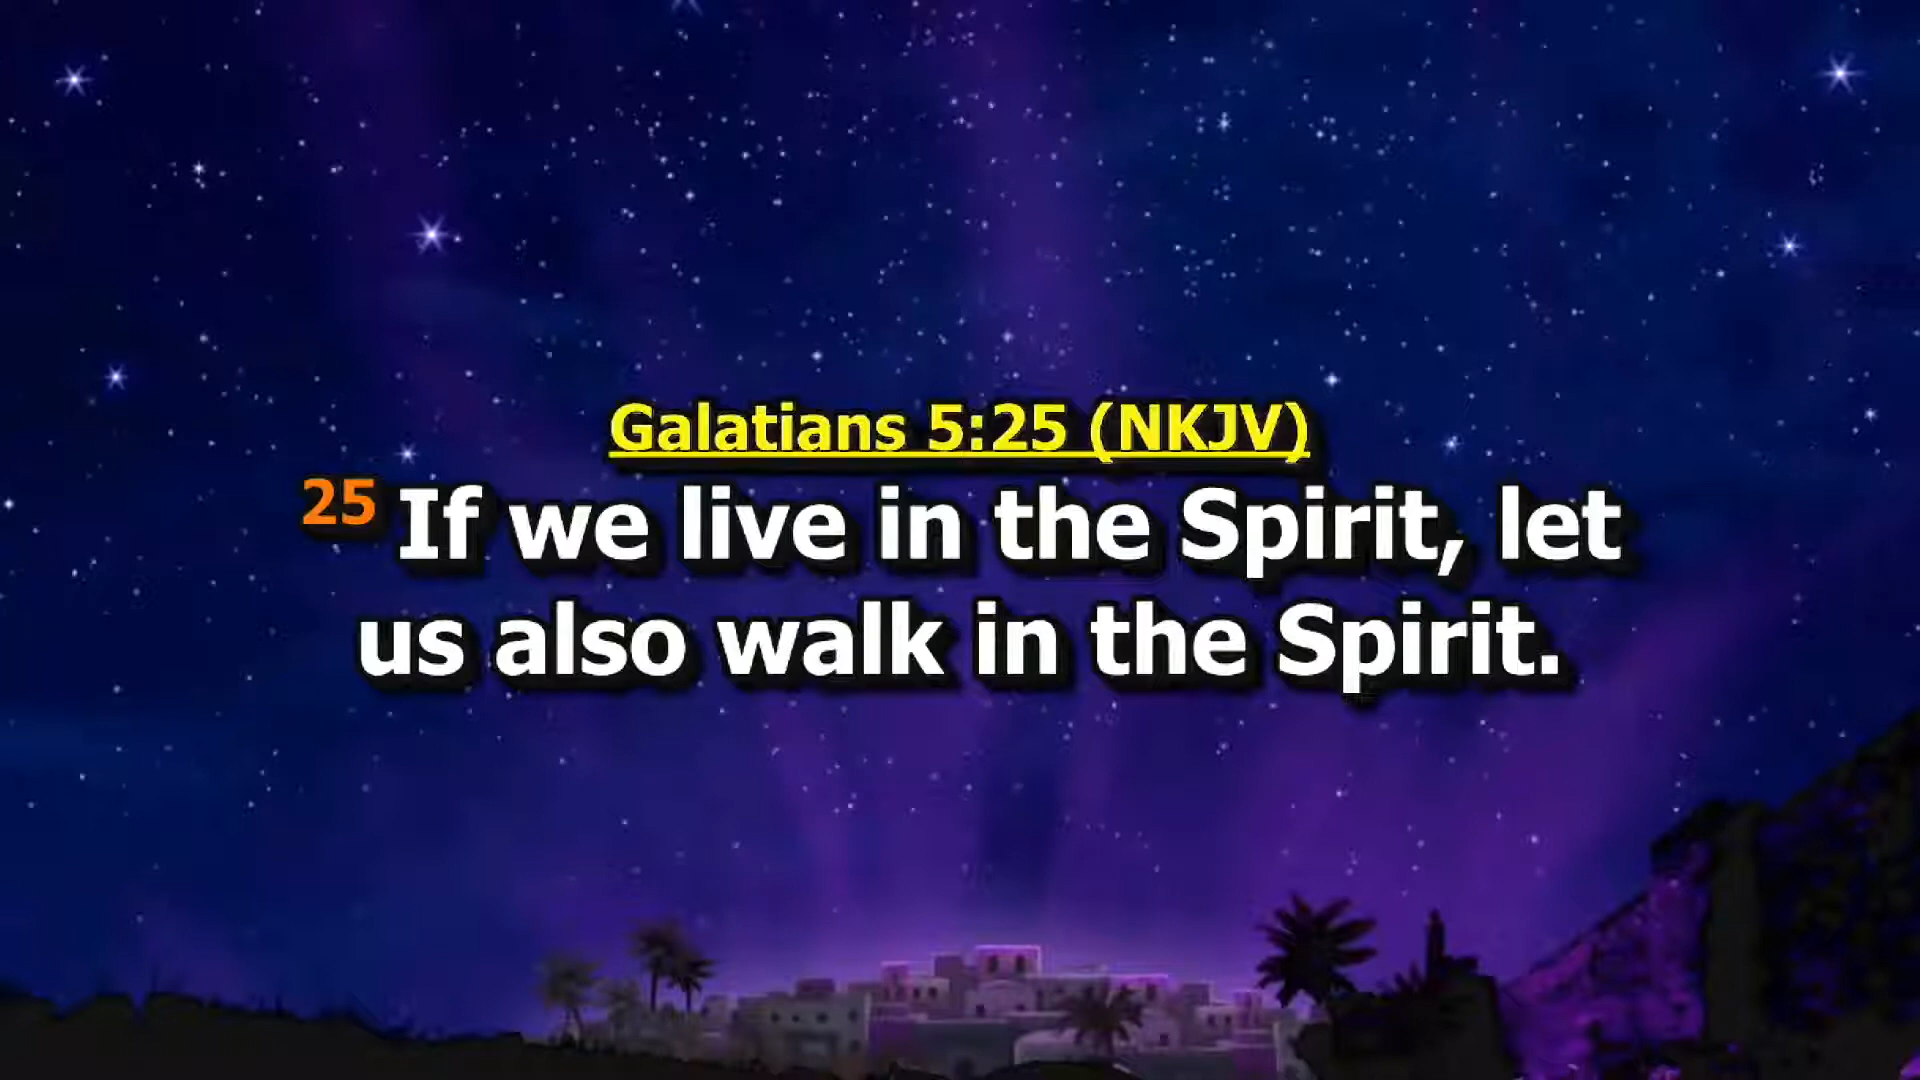 Galatians 5:25 (NKJV)
25 If we live in the Spirit, let
us also walk in the Spirit.